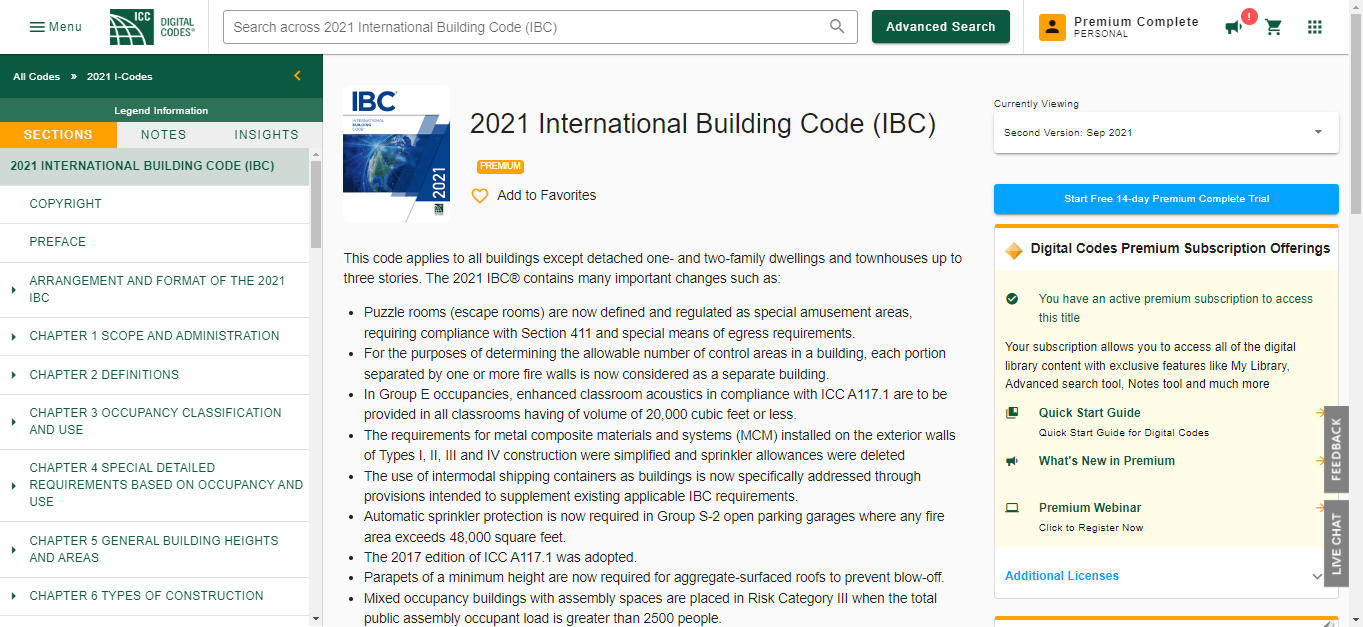 Menu
ICC
DIGITAL
CODES®
Search across 2021 International Building Code (IBC)
Advanced Search
Premium Complete
PERSONAL
!
All Codes » 2021 I-Codes
Legend Information
SECTIONS NOTES INSIGHTS
2021 INTERNATIONAL BUILDING CODE (IBC)
COPYRIGHT
PREFACE
ARRANGEMENT AND FORMAT OF THE 2021
IBC
CHAPTER 1 SCOPE AND ADMINISTRATION
CHAPTER 2 DEFINITIONS
CHAPTER 3 OCCUPANCY CLASSIFICATION
AND USE
CHAPTER 4 SPECIAL DETAILED
REQUIREMENTS BASED ON OCCUPANCY AND
USE
CHAPTER 5 GENERAL BUILDING HEIGHTS
AND AREAS
CHAPTER 6 TYPES OF CONSTRUCTION
IBC
INTERNATIONAL
BUILDING
CODE
2021
2021 International Building Code (IBC)
PREMIUM
Add to Favorites
This code applies to all buildings except detached one- and two-family dwellings and townhouses up to
three stories. The 2021 IBC® contains many important changes such as:
• Puzzle rooms (escape rooms) are now defined and regulated as special amusement areas,
requiring compliance with Section 411 and special means of egress requirements.
• For the purposes of determining the allowable number of control areas in a building, each portion
separated by one or more fire walls is now considered as a separate building.
• In Group E occupancies, enhanced classroom acoustics in compliance with ICC A117.1 are to be
provided in all classrooms having of volume of 20,000 cubic feet or less.
• The requirements for metal composite materials and systems (MCM) installed on the exterior walls
of Types I, II, III and IV construction were simplified and sprinkler allowances were deleted
• The use of intermodal shipping containers as buildings is now specifically addressed through
provisions intended to supplement existing applicable IBC requirements.
• Automatic sprinkler protection is now required in Group S-2 open parking garages where any fire
area exceeds 48,000 square feet.
• The 2017 edition of ICC A117.1 was adopted.
• Parapets of a minimum height are now required for aggregate-surfaced roofs to prevent blow-off.
• Mixed occupancy buildings with assembly spaces are placed in Risk Category III when the total
public assembly occupant load is greater than 2500 people.
Currently Viewing
Second Version: Sep 2021
Start Free 14-day Premium Complete Trial
Digital Codes Premium Subscription Offerings
You have an active premium subscription to access
this title
Your subscription allows you to access all of the digital
library content with exclusive features like My Library,
Advanced search tool, Notes tool and much more
Quick Start Guide
Quick Start Guide for Digital Codes
What's New in Premium
Premium Webinar
Click to Register Now
Additional Licenses
FEEDBACK
LIVE CHAT